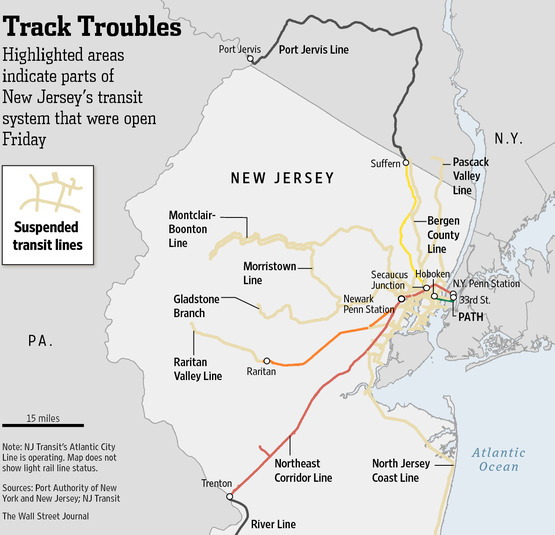 Track Troubles
Highlighted areas
indicate parts of
New Jersey's transit
system that were open
Friday
Suspended
transit lines
Port Jervis
Port Jervis Line
N.Y.
Suffern
Pascack
Valley
Line
NEW JERSEY
Montclair-
Boonton
Line
Bergen
County
Line
Morristown
Line
Secaucus
Junction
Hoboken
N.Y. Penn Station
33rd St.
PATH
Gladstone
Branch
Newark
Penn Station
PA.
Raritan
Valley Line
Raritan
15 miles
Note: NJ Transit's Atlantic City
Line is operating. Map does not
show light rail line status.
Sources: Port Authority of New
York and New Jersey; NJ Transit
The Wall Street Journal
Northeast
Corridor Line
North Jersey
Coast Line
Atlantic
Ocean
Trenton
River Line